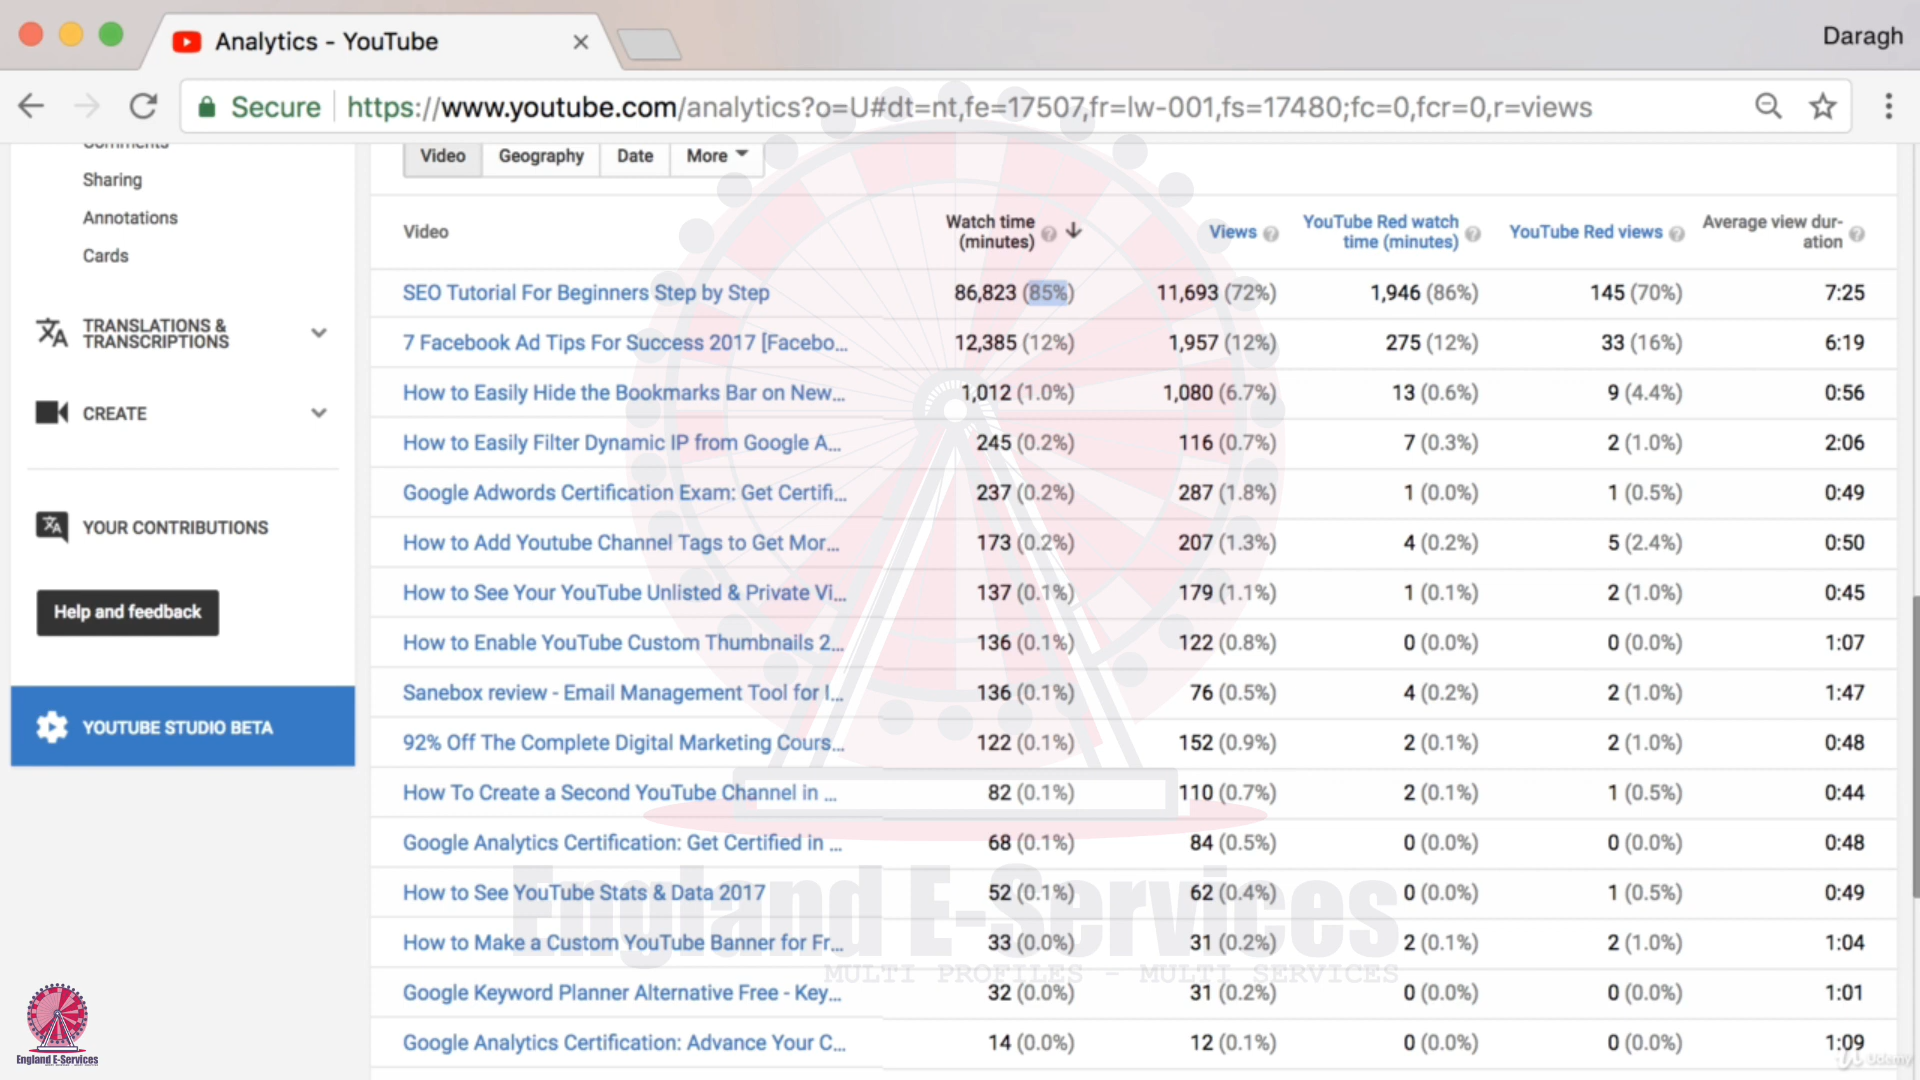 Analytics - YouTube
Daragh
Secure https://www.youtube.com/analytics?o=U#dt=nt,fe=17507,fr=lw-001,fs=17480;fc=0,fcr=0,r=views
Comments
Sharing
Annotations
Cards
TRANSLATIONS &
TRANSCRIPTIONS
CREATE
YOUR CONTRIBUTIONS
Help and feedback
YOUTUBE STUDIO BETA
Video Geography Date More
Video Watch time (minutes) Views YouTube Red watch time (minutes) YouTube Red views Average view dur-ation
SEO Tutorial For Beginners Step by Step 86,823 (85%) 11,693 (72%) 1,946 (86%) 145 (70%) 7:25
7 Facebook Ad Tips For Success 2017 [Facebo... 12,385 (12%) 1,957 (12%) 275 (12%) 33 (16%) 6:19
How to Easily Hide the Bookmarks Bar on New... 1,012 (1.0%) 1,080 (6.7%) 13 (0.6%) 9 (4.4%) 0:56
How to Easily Filter Dynamic IP from Google A... 245 (0.2%) 116 (0.7%) 7 (0.3%) 2 (1.0%) 2:06
Google Adwords Certification Exam: Get Certifi... 237 (0.2%) 287 (1.8%) 1 (0.0%) 1 (0.5%) 0:49
How to Add Youtube Channel Tags to Get Mor... 173 (0.2%) 207 (1.3%) 4 (0.2%) 5 (2.4%) 0:50
How to See Your YouTube Unlisted & Private Vi... 137 (0.1%) 179 (1.1%) 1 (0.1%) 2 (1.0%) 0:45
How to Enable YouTube Custom Thumbnails 2... 136 (0.1%) 122 (0.8%) 0 (0.0%) 0 (0.0%) 1:07
Sanebox review - Email Management Tool for I... 136 (0.1%) 76 (0.5%) 4 (0.2%) 2 (1.0%) 1:47
92% Off The Complete Digital Marketing Cours... 122 (0.1%) 152 (0.9%) 2 (0.1%) 2 (1.0%) 0:48
How To Create a Second YouTube Channel in ... 82 (0.1%) 110 (0.7%) 2 (0.1%) 1 (0.5%) 0:44
Google Analytics Certification: Get Certified in ... 68 (0.1%) 84 (0.5%) 0 (0.0%) 0 (0.0%) 0:48
How to See YouTube Stats & Data 2017 52 (0.1%) 62 (0.4%) 0 (0.0%) 1 (0.5%) 0:49
How to Make a Custom YouTube Banner for Fr... 33 (0.0%) 31 (0.2%) 2 (0.1%) 2 (1.0%) 1:04
Google Keyword Planner Alternative Free - Key... 32 (0.0%) 31 (0.2%) 0 (0.0%) 0 (0.0%) 1:01
Google Analytics Certification: Advance Your C... 14 (0.0%) 12 (0.1%) 0 (0.0%) 0 (0.0%) 1:09
England E-Services
MULTI PROFILES - MULTI SERVICES
England E-Services
Udemy